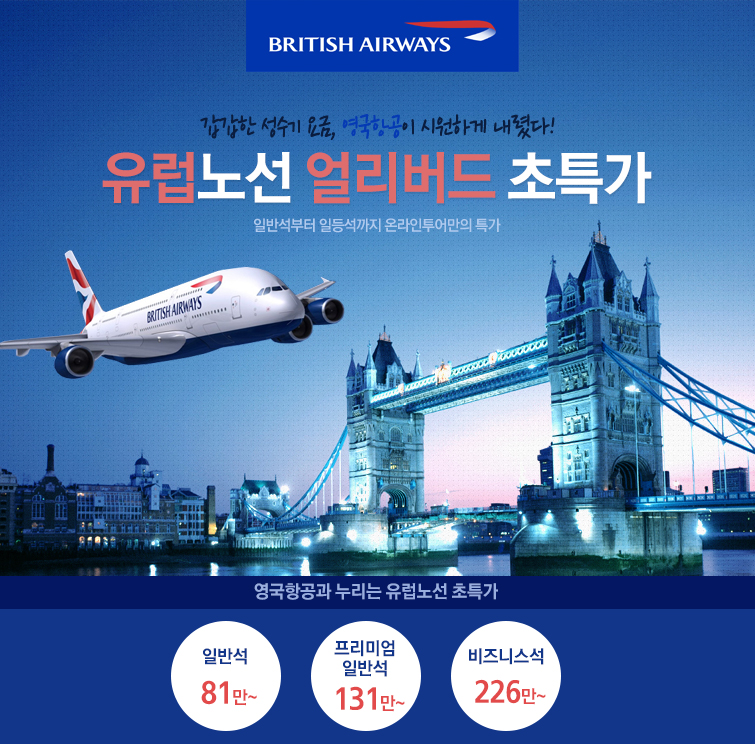 BRITISH AIRWAYS
갑갑한 성수기 요금, 영국항공이 시원하게 내렸다!
유럽노선 얼리버드 초특가
일반석부터 일등석까지 온라인투어만의 특가
BRITISH AIRWAYS
영국항공과 누리는 유럽노선 초특가
일반석
81만~
프리미엄
일반석
131만~
비즈니스석
226만~